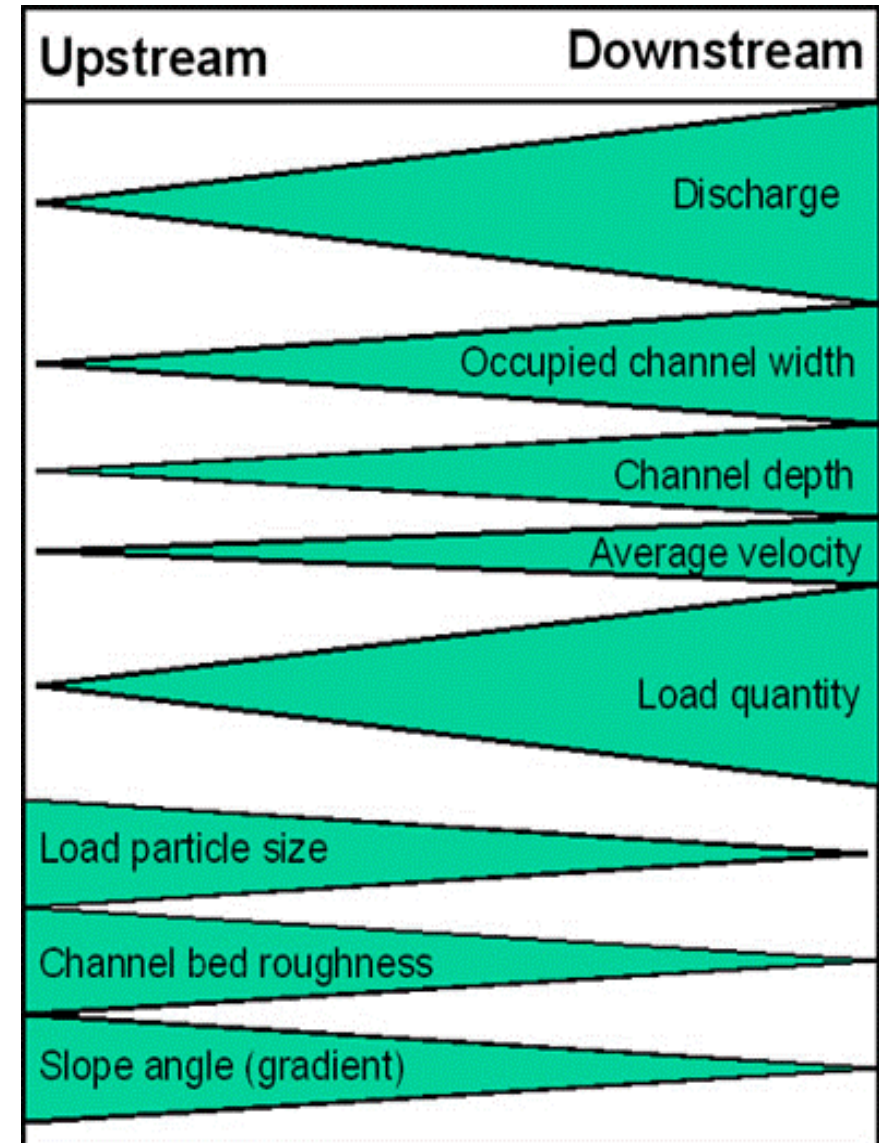 Upstream Downstream
Discharge
Occupied channel width
Channel depth
Average velocity
Load quantity
Load particle size
Channel bed roughness
Slope angle (gradient)